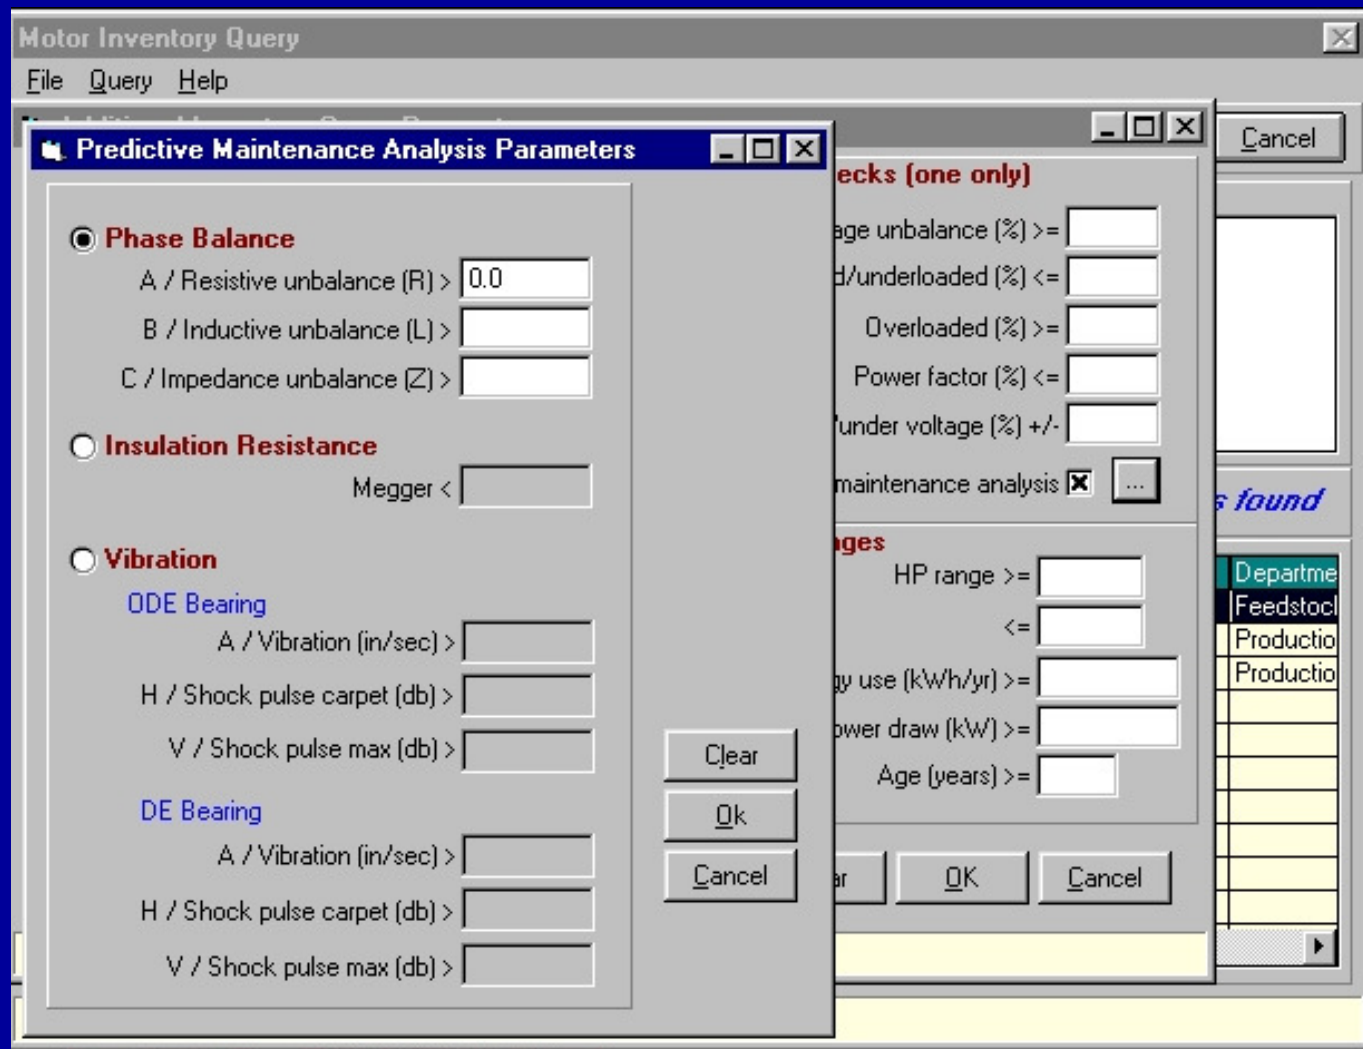 Motor Inventory Query
File Query Help
Cancel
Predictive Maintenance Analysis Parameters
Phase Balance
A / Resistive unbalance (R) > 0.0
B / Inductive unbalance (L) >
C / Impedance unbalance (Z) >
Insulation Resistance
Megger <
Vibration
ODE Bearing
A / Vibration (in/sec) >
H / Shock pulse carpet (db) >
V / Shock pulse max (db) >
DE Bearing
A / Vibration (in/sec) >
H / Shock pulse carpet (db) >
V / Shock pulse max (db) >
Clear
Ok
Cancel
ecks (one only)
age unbalance (%) >=
d/underloaded (%) <=
Overloaded (%) >=
Power factor (%) <=
/under voltage (%) +/-
maintenance analysis ...
nges
HP range >=
<=
gy use (kWh/yr) >=
ower draw (kW) >=
Age (years) >=
ar
OK
Cancel
s found
Departme
Feedstocl
Productio
Productio